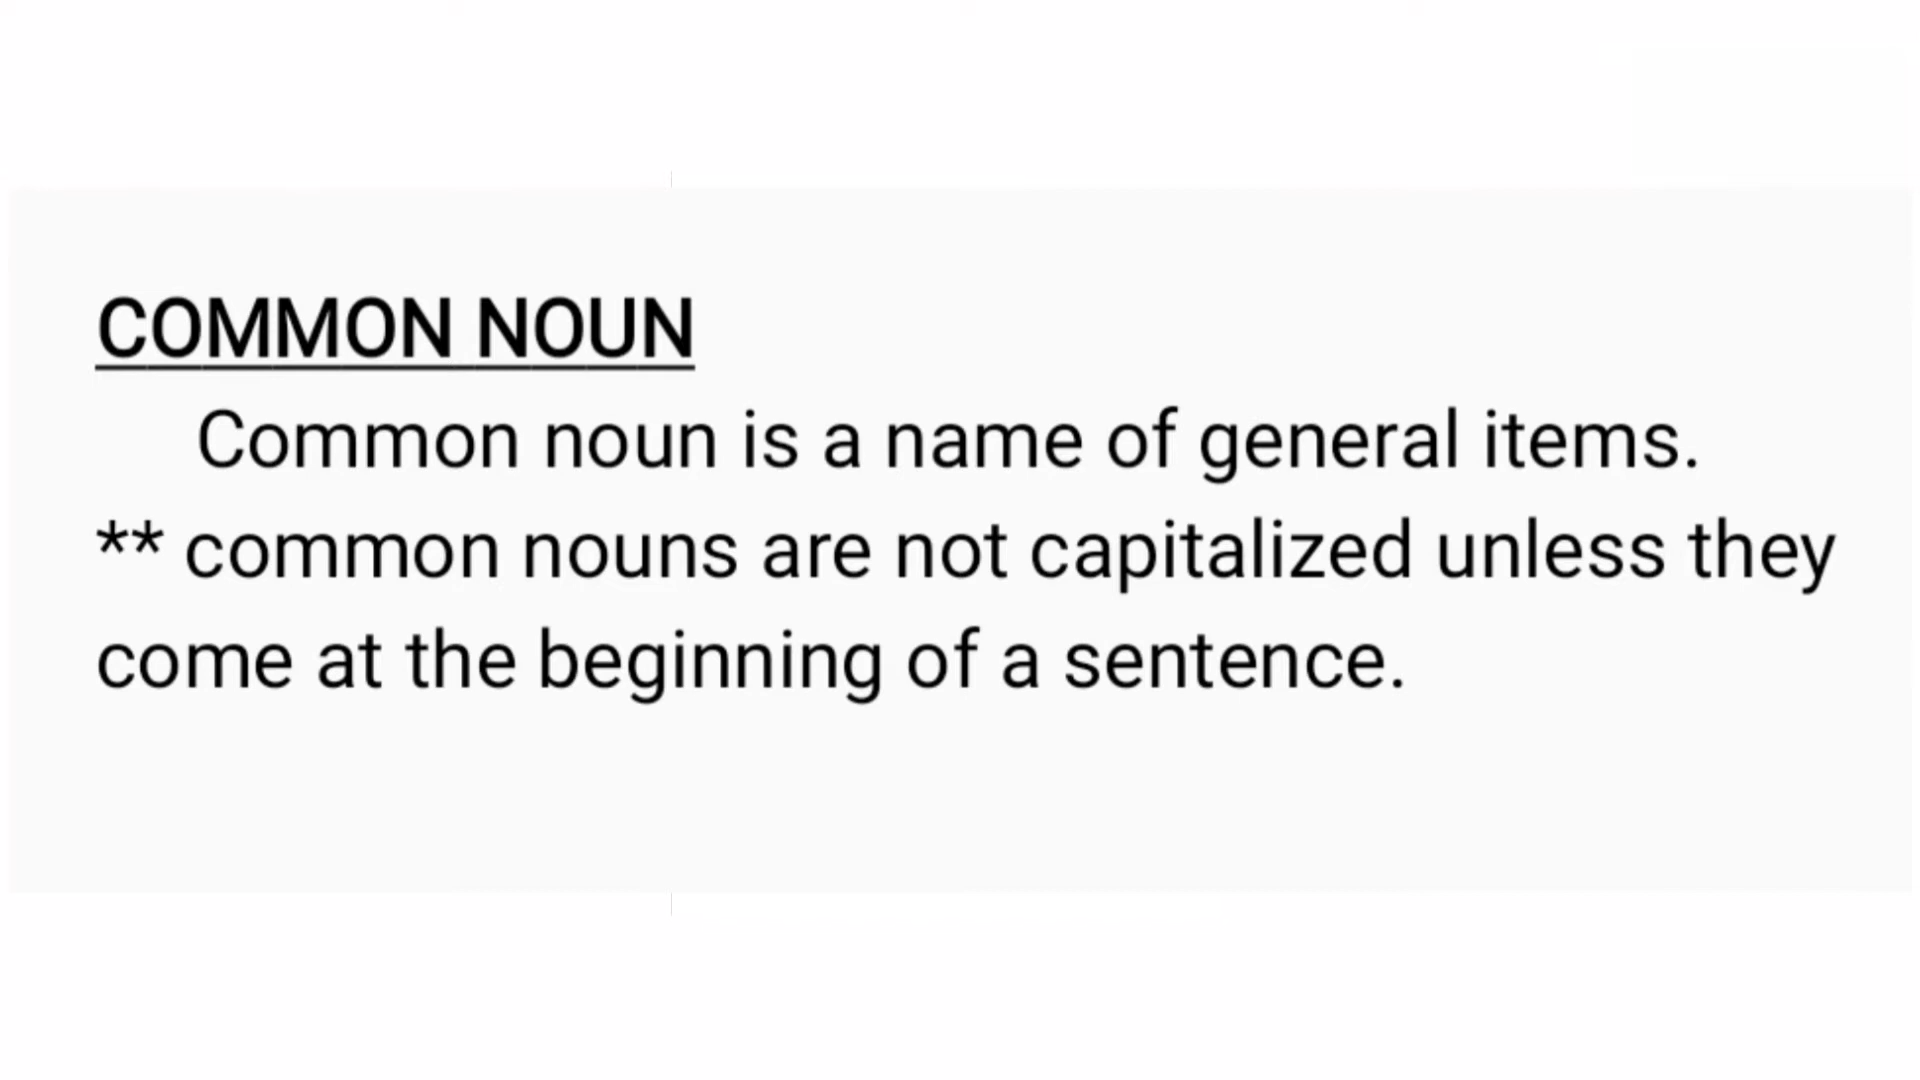 COMMON NOUN
Common noun is a name of general items.
** common nouns are not capitalized unless they
come at the beginning of a sentence.